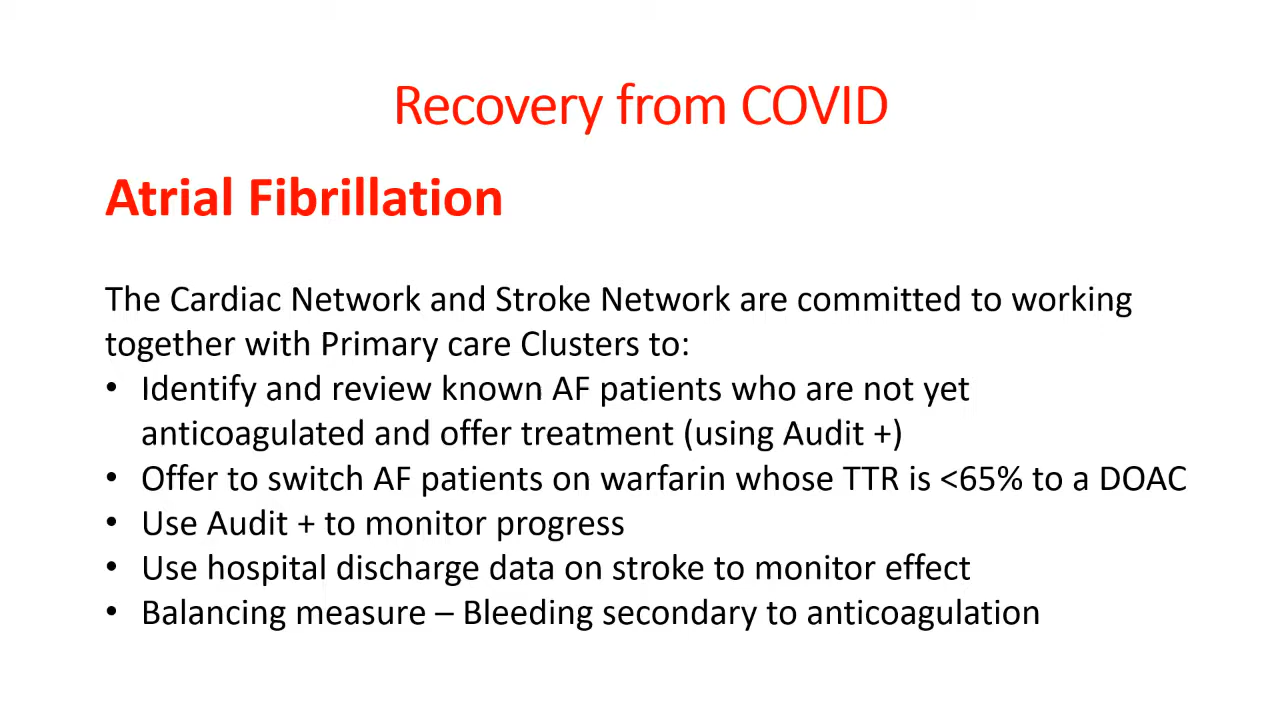 Recovery from COVID
Atrial Fibrillation
The Cardiac Network and Stroke Network are committed to working
together with Primary care Clusters to:
• Identify and review known AF patients who are not yet
anticoagulated and offer treatment (using Audit +)
• Offer to switch AF patients on warfarin whose TTR is <65% to a DOAC
• Use Audit + to monitor progress
• Use hospital discharge data on stroke to monitor effect
• Balancing measure – Bleeding secondary to anticoagulation